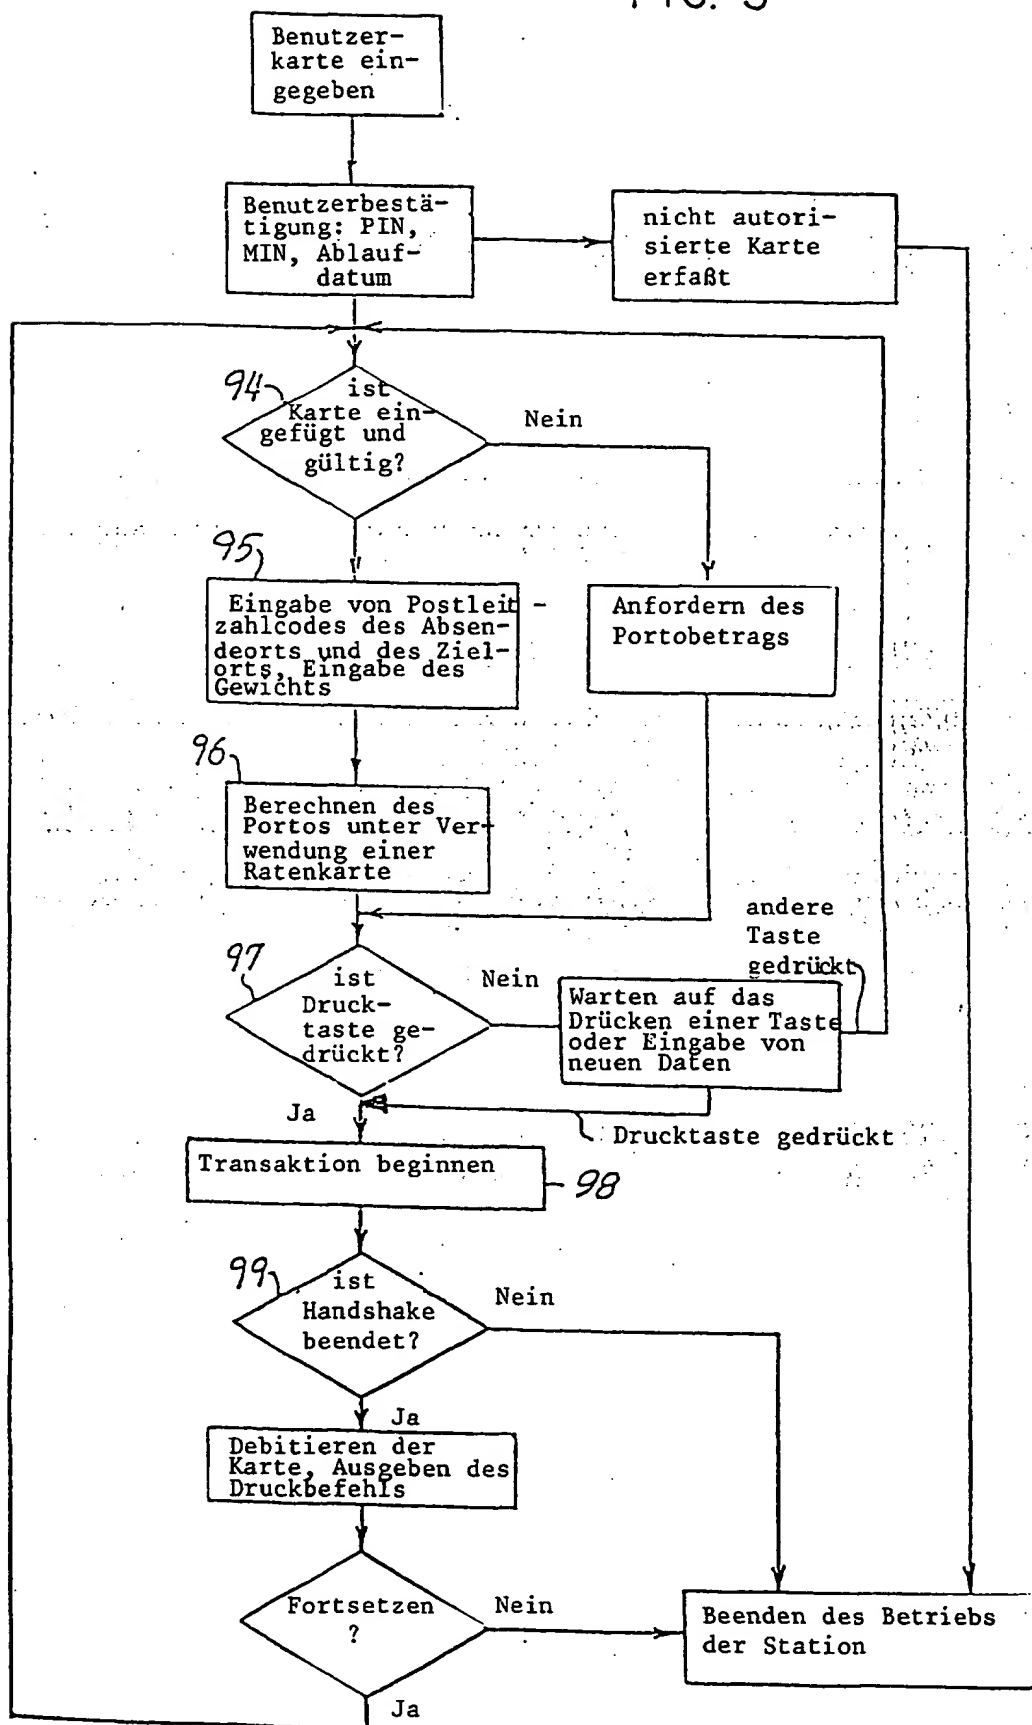 FIG. 5
Benutzer-
karte ein-
gegeben
Benutzerbestä-
tigung: PIN,
MIN, Ablauf-
datum
nicht autori-
sierte Karte
erfaßt
94
ist
Karte ein-
gefügt und
gültig?
Nein
95
Eingabe von Postleit-
zahlcodes des Absen-
deorts und des Ziel-
orts, Eingabe des
Gewichts
Anfordern des
Portobetrags
96
Berechnen des
Portos unter Ver-
wendung einer
Ratenkarte
andere
Taste
gedrückt
97
ist
Druck-
taste ge-
drückt?
Nein
Warten auf das
Drücken einer Taste
oder Eingabe von
neuen Daten
Ja
Drucktaste gedrückt
Transaktion beginnen
98
99
ist
Handshake
beendet?
Nein
Ja
Debitieren der
Karte, Ausgeben des
Druckbefehls
Fortsetzen
?
Nein
Beenden des Betriebs
der Station
Ja